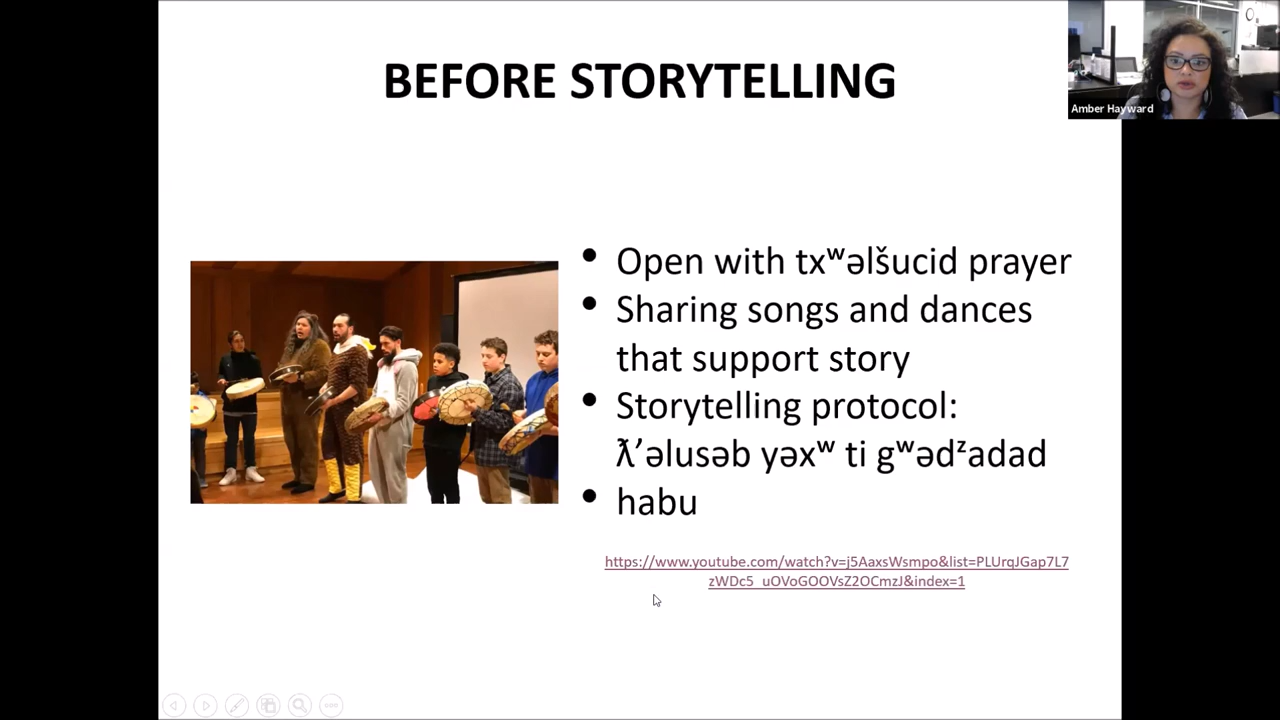 BEFORE STORYTELLING
Amber Hayward
• Open with txʷəlšucid prayer
• Sharing songs and dances
that support story
• Storytelling protocol:
ƛ̕əlusəb yəxʷ ti gʷədᶻadad
• habu
https://www.youtube.com/watch?v=j5AaxsWsmpo&list=PLUrqJGap7L7
zWDc5_uOVoGOOVsZ2OCmzJ&index=1